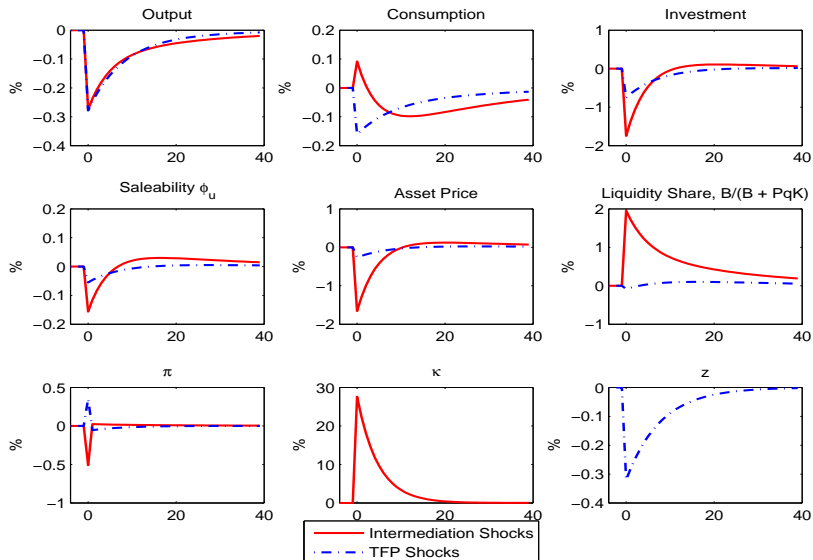 Output
0
−0.1
−0.2
−0.3
−0.4
%
0 20 40
Consumption
0.2
0.1
0
−0.1
−0.2
%
0 20 40
Investment
1
0
−1
−2
%
0 20 40
Saleability ϕu
0.2
0.1
0
−0.1
−0.2
%
0 20 40
Asset Price
2
1
0
−1
−2
%
0 20 40
Liquidity Share, B/(B + PqK)
2
1
0
−1
%
0 20 40
π
0.5
0
−0.5
−1
%
0 20 40
κ
30
20
10
0
%
0 20 40
z
0
−0.1
−0.2
−0.3
−0.4
%
0 20 40
Intermediation Shocks
TFP Shocks